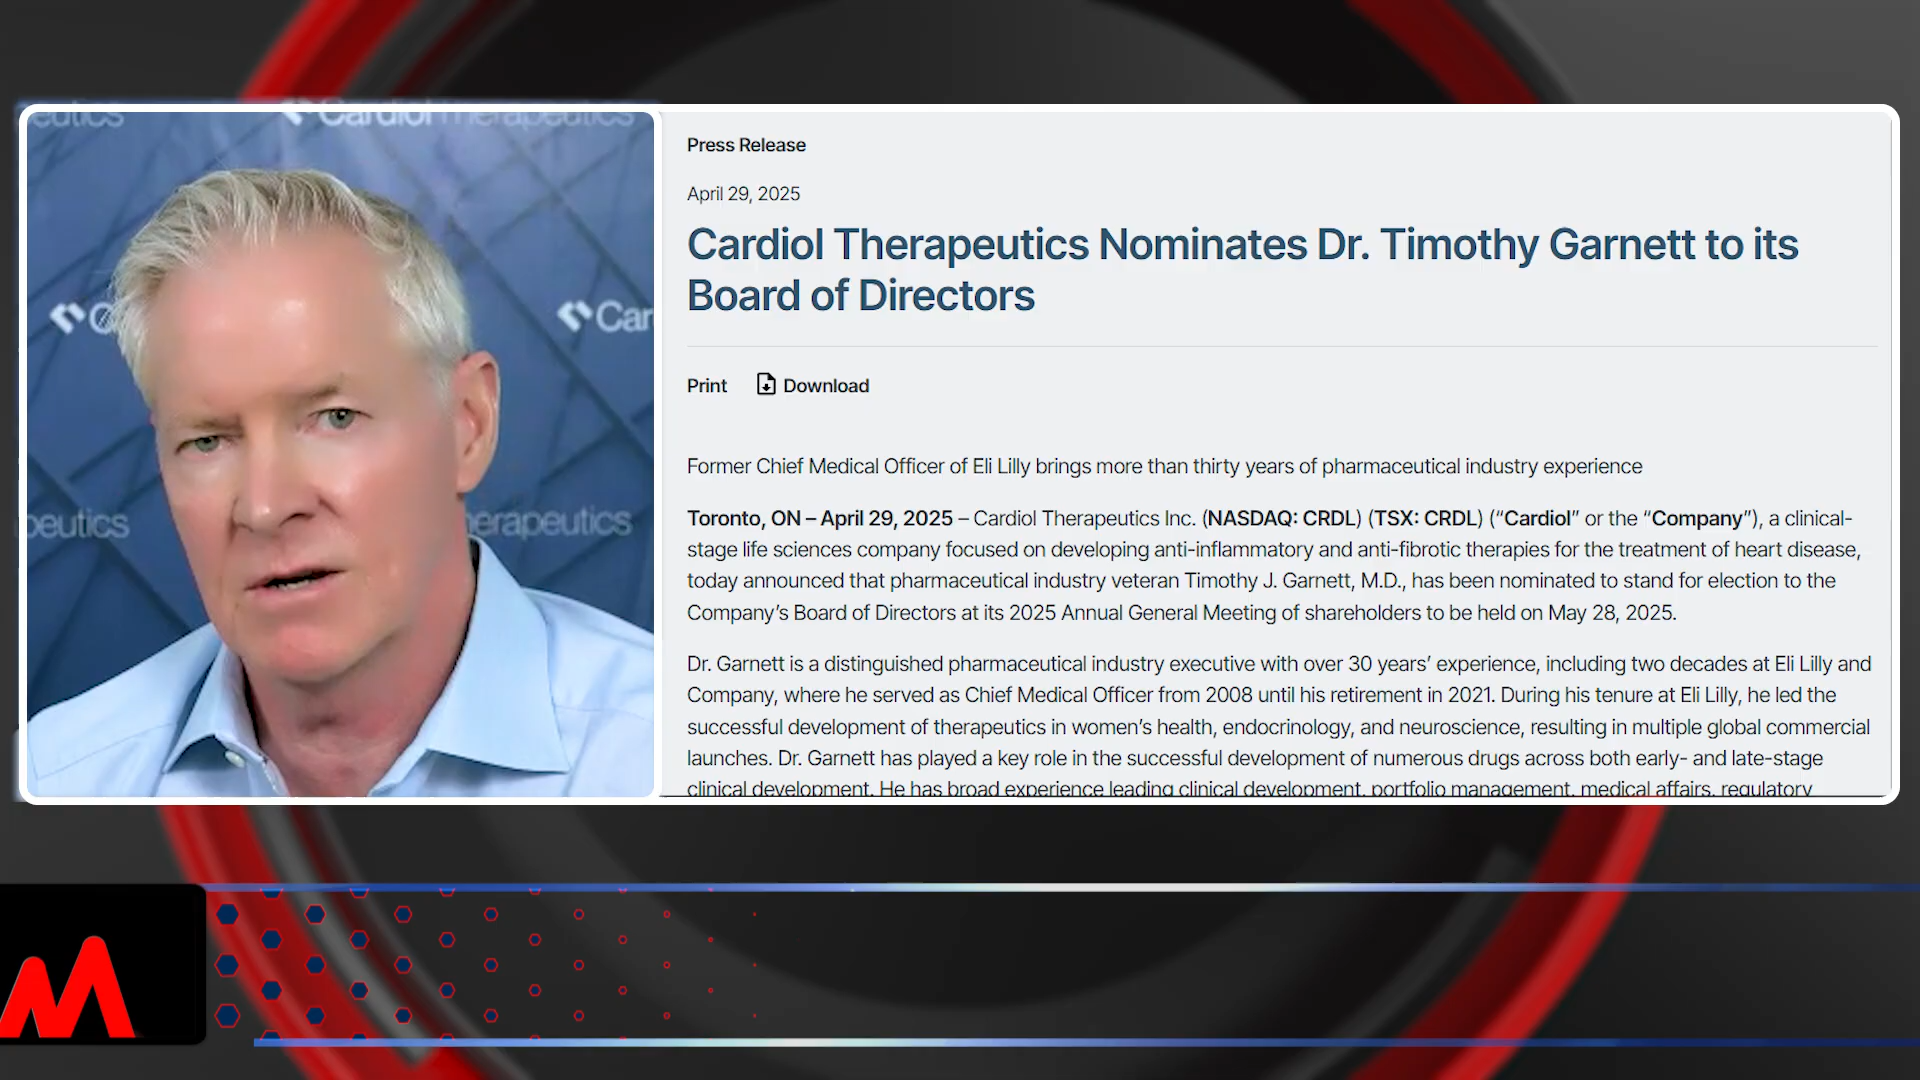 eutics
Cardiol Therapeutics
Car
peutics
herapeutics
Press Release
April 29, 2025
Cardiol Therapeutics Nominates Dr. Timothy Garnett to its
Board of Directors
Print Download
Former Chief Medical Officer of Eli Lilly brings more than thirty years of pharmaceutical industry experience
Toronto, ON – April 29, 2025 – Cardiol Therapeutics Inc. (NASDAQ: CRDL) (TSX: CRDL) (“Cardiol” or the “Company”), a clinical-
stage life sciences company focused on developing anti-inflammatory and anti-fibrotic therapies for the treatment of heart disease,
today announced that pharmaceutical industry veteran Timothy J. Garnett, M.D., has been nominated to stand for election to the
Company’s Board of Directors at its 2025 Annual General Meeting of shareholders to be held on May 28, 2025.
Dr. Garnett is a distinguished pharmaceutical industry executive with over 30 years’ experience, including two decades at Eli Lilly and
Company, where he served as Chief Medical Officer from 2008 until his retirement in 2021. During his tenure at Eli Lilly, he led the
successful development of therapeutics in women’s health, endocrinology, and neuroscience, resulting in multiple global commercial
launches. Dr. Garnett has played a key role in the successful development of numerous drugs across both early- and late-stage
clinical development. He has broad experience leading clinical development, portfolio management, medical affairs, regulatory